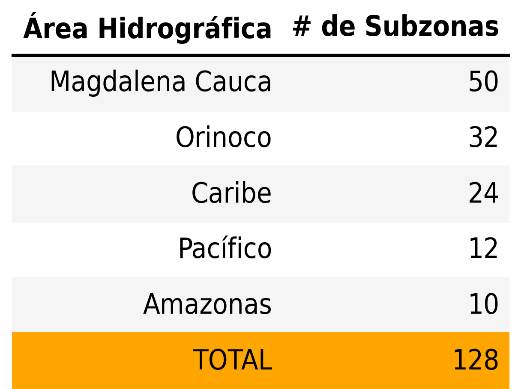 Área Hidrográfica # de Subzonas
Magdalena Cauca 50
Orinoco 32
Caribe 24
Pacífico 12
Amazonas 10
TOTAL 128